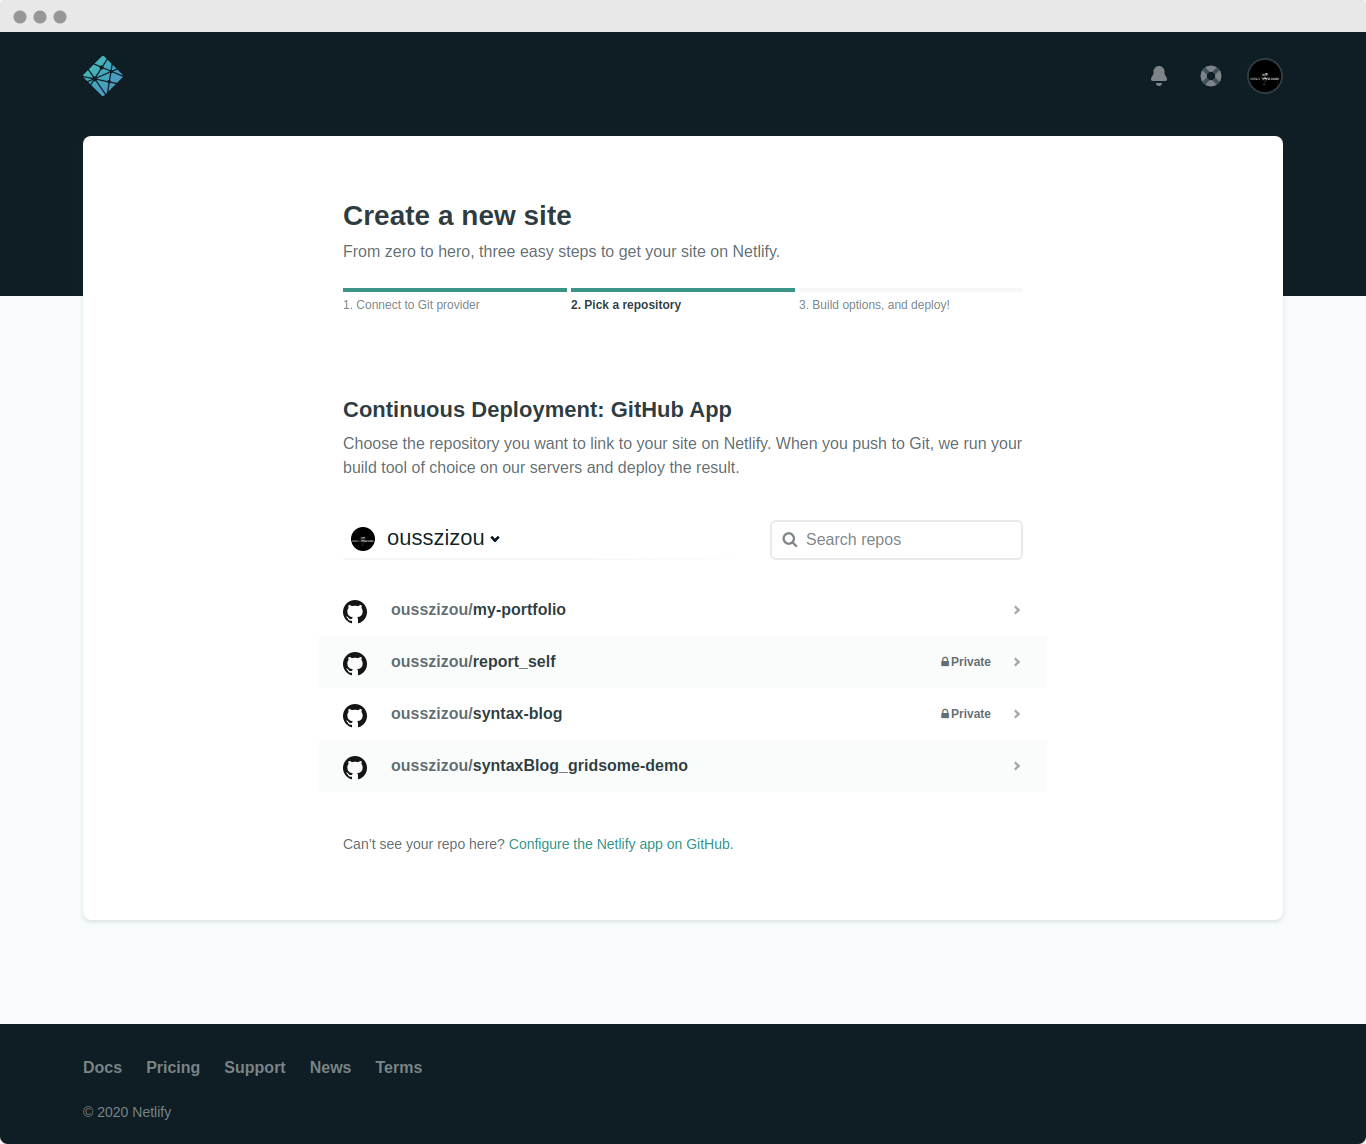 Create a new site
From zero to hero, three easy steps to get your site on Netlify.
1. Connect to Git provider
2. Pick a repository
3. Build options, and deploy!
Continuous Deployment: GitHub App
Choose the repository you want to link to your site on Netlify. When you push to Git, we run your
build tool of choice on our servers and deploy the result.
ousszizou
Search repos
ousszizou/my-portfolio
ousszizou/report_self
Private
ousszizou/syntax-blog
Private
ousszizou/syntaxBlog_gridsome-demo
Can’t see your repo here? Configure the Netlify app on GitHub.
Docs Pricing Support News Terms
© 2020 Netlify